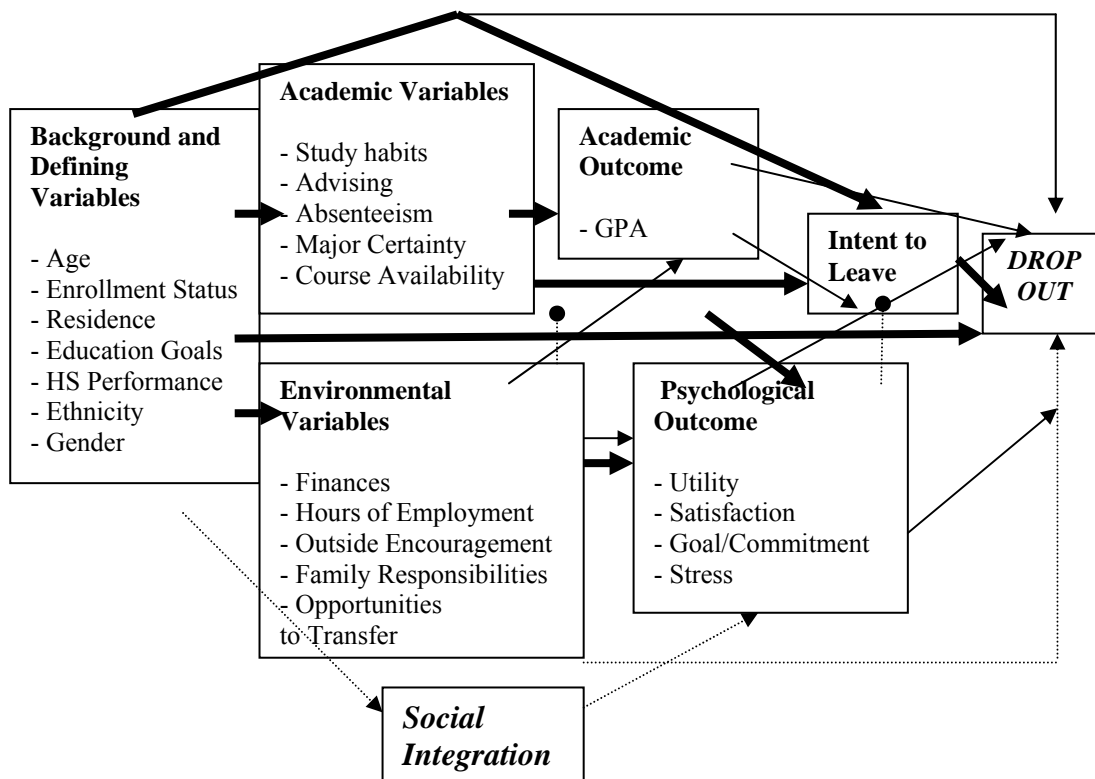 Background and
Defining
Variables
- Age
- Enrollment Status
- Residence
- Education Goals
- HS Performance
- Ethnicity
- Gender
Academic Variables
- Study habits
- Advising
- Absenteeism
- Major Certainty
- Course Availability
Academic
Outcome
- GPA
Intent to
Leave
DROP
OUT
Environmental
Variables
- Finances
- Hours of Employment
- Outside Encouragement
- Family Responsibilities
- Opportunities
to Transfer
Psychological
Outcome
- Utility
- Satisfaction
- Goal/Commitment
- Stress
Social
Integration